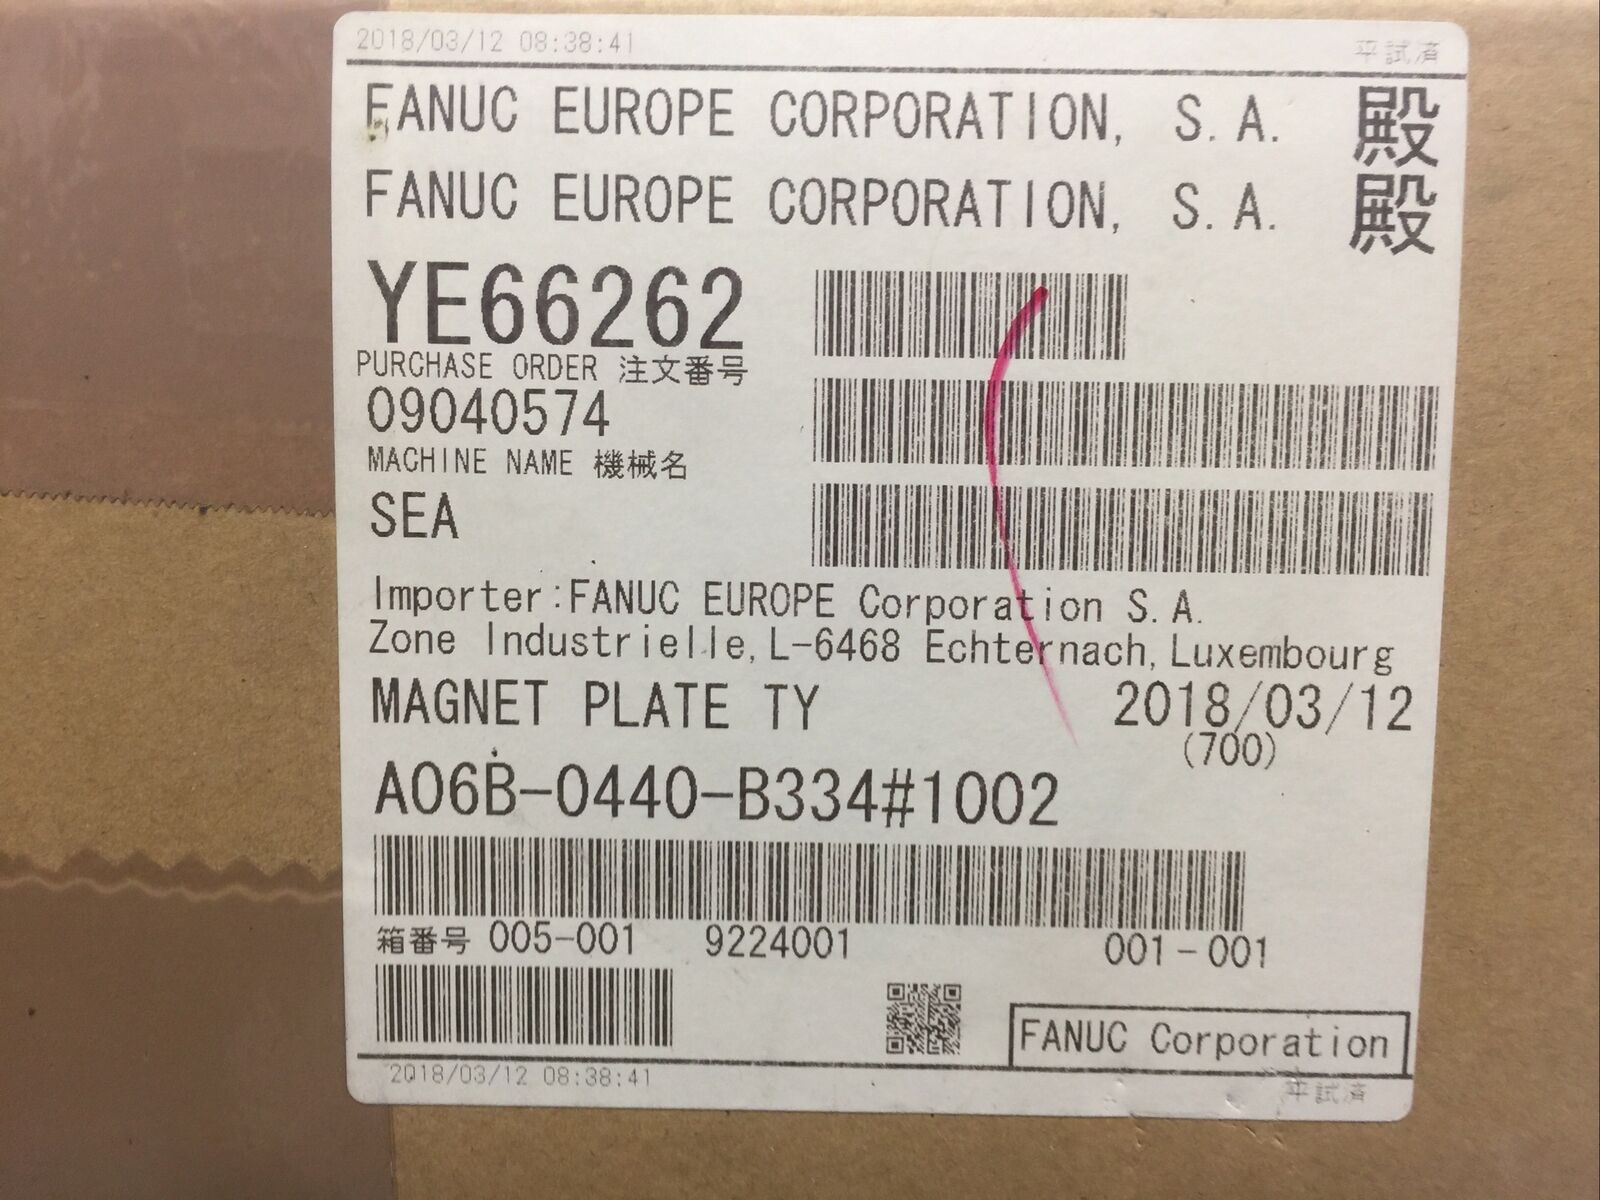 2018/03/12 08:38:41 平試済
FANUC EUROPE CORPORATION, S.A. 殿
FANUC EUROPE CORPORATION, S.A. 殿
YE66262
PURCHASE ORDER 注文番号
09040574
MACHINE NAME 機械名
SEA
Importer:FANUC EUROPE Corporation S.A.
Zone Industrielle,L-6468 Echternach,Luxembourg
MAGNET PLATE TY 2018/03/12
(700)
A06B-0440-B334#1002
箱番号 005-001 9224001 001-001
FANUC Corporation
2018/03/12 08:38:41 平試済